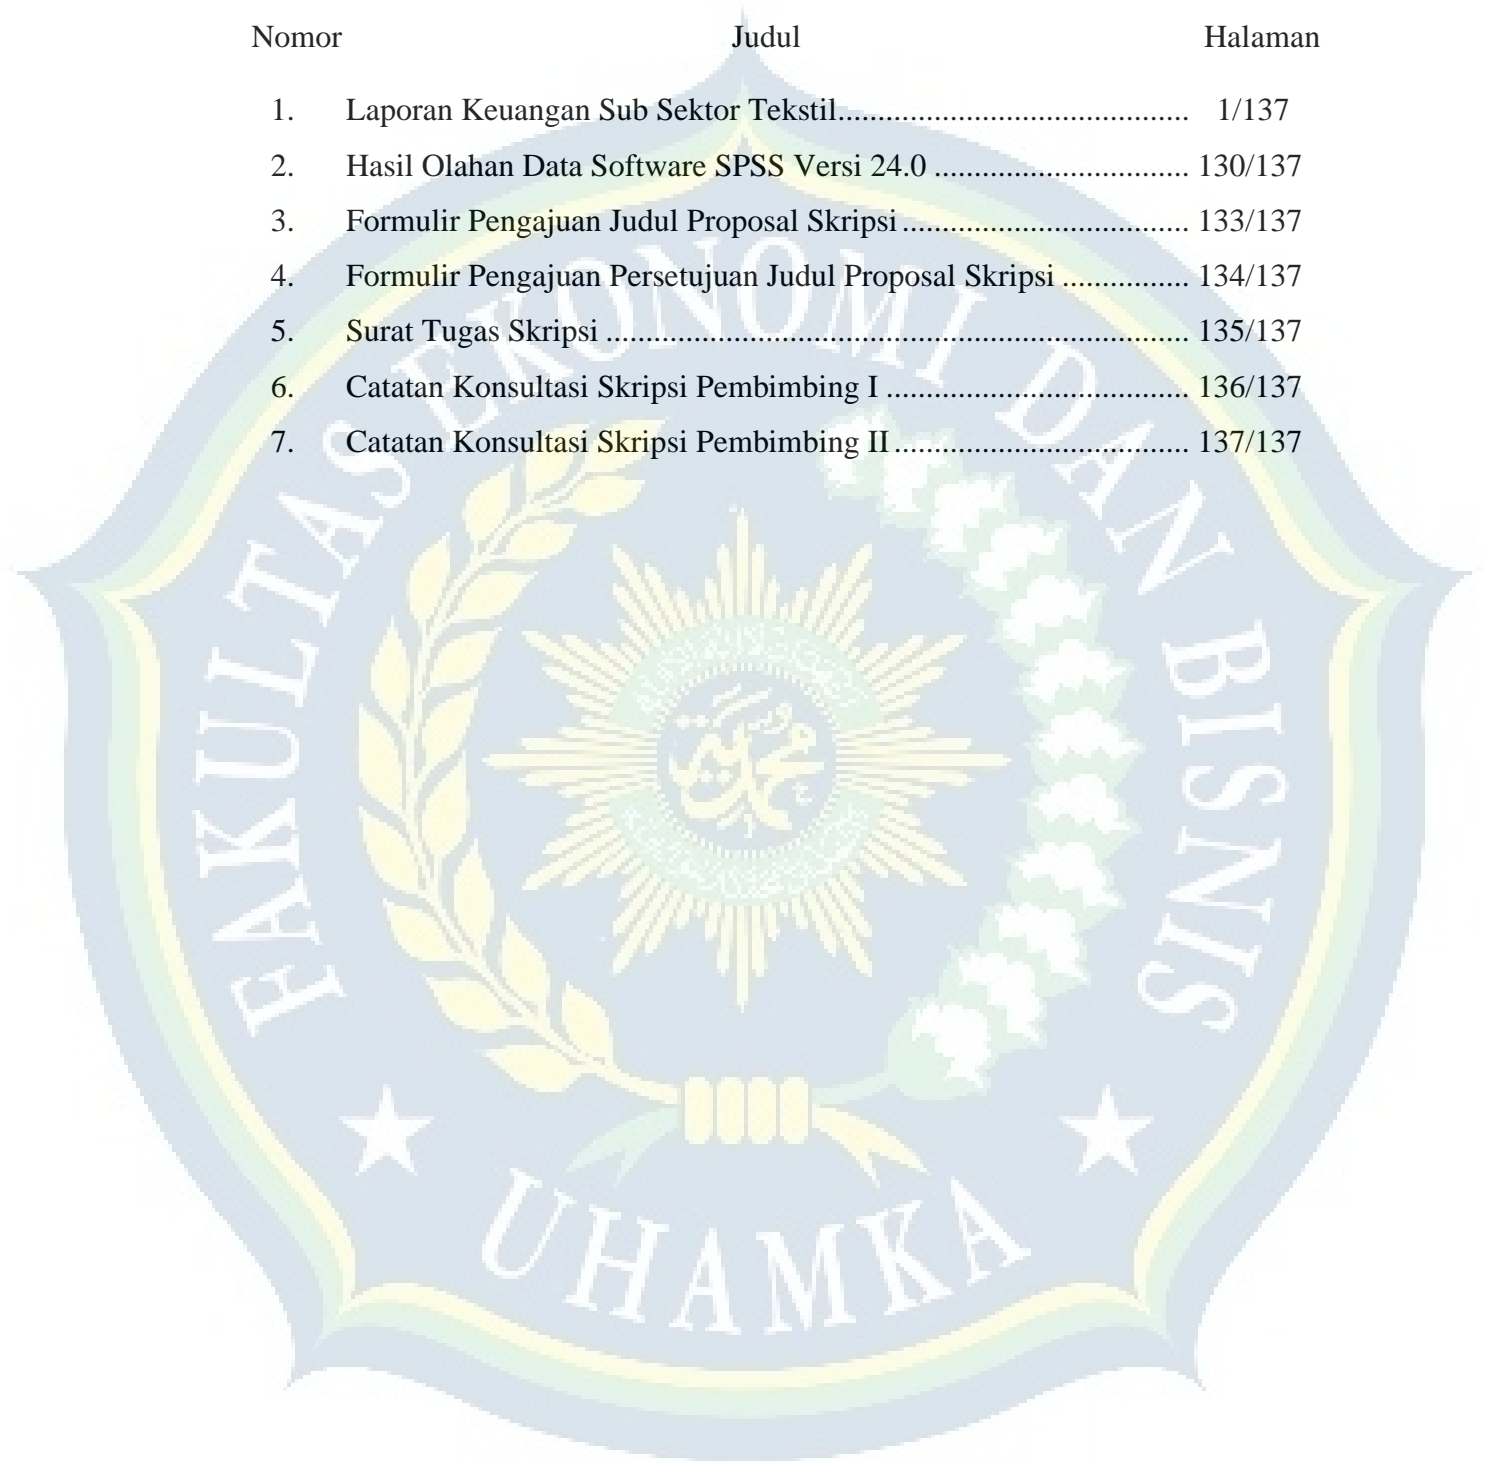 Nomor Judul Halaman
1. Laporan Keuangan Sub Sektor Tekstil............................................ 1/137
2. Hasil Olahan Data Software SPSS Versi 24.0 ................................ 130/137
3. Formulir Pengajuan Judul Proposal Skripsi .................................... 133/137
4. Formulir Pengajuan Persetujuan Judul Proposal Skripsi ................ 134/137
5. Surat Tugas Skripsi ......................................................................... 135/137
6. Catatan Konsultasi Skripsi Pembimbing I ...................................... 136/137
7. Catatan Konsultasi Skripsi Pembimbing II ..................................... 137/137
FAKULTAS EKONOMI DAN BISNIS
UHAMKA